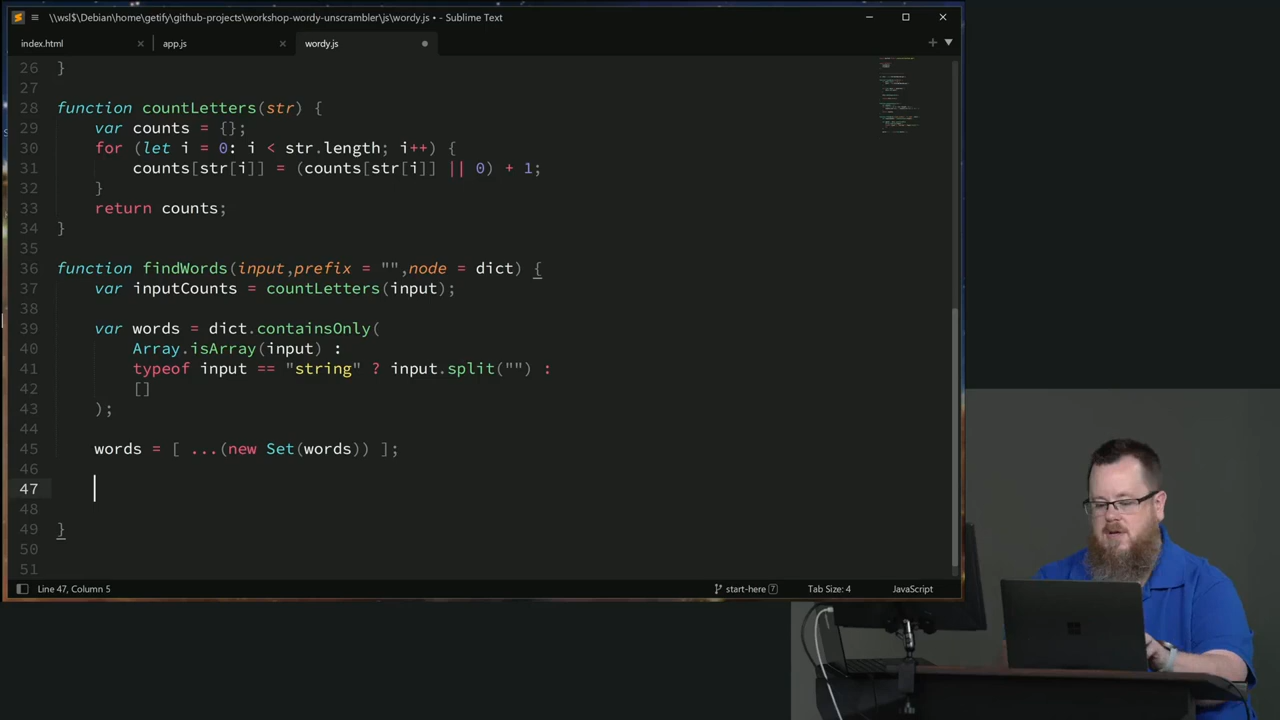 \\wsl$\Debian\home\getify\github-projects\workshop-wordy-unscrambler\js\wordy.js • - Sublime Text
index.html
app.js
wordy.js
26 }
27
28 function countLetters(str) {
29 var counts = {};
30 for (let i = 0: i < str.length; i++) {
31 counts[str[i]] = (counts[str[i]] || 0) + 1;
32 }
33 return counts;
34 }
35
36 function findWords(input,prefix = "",node = dict) {
37 var inputCounts = countLetters(input);
38
39 var words = dict.containsOnly(
40 Array.isArray(input) :
41 typeof input == "string" ? input.split("") :
42 []
43 );
44
45 words = [ ...(new Set(words)) ];
46
47
48
49 }
50
51
Line 47, Column 5
start-here 7
Tab Size: 4
JavaScript